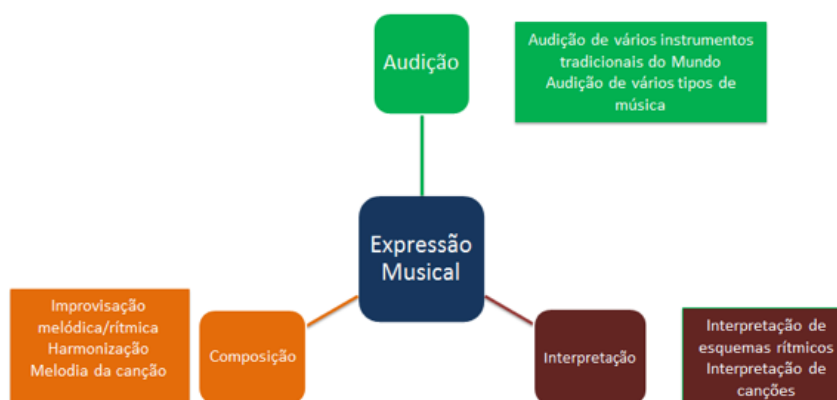 Audição
Audição de vários instrumentos
tradicionais do Mundo
Audição de vários tipos de
música
Expressão
Musical
Improvisação
melódica/rítmica
Harmonização
Melodia da canção
Composição
Interpretação
Interpretação de
esquemas rítmicos
Interpretação de
canções